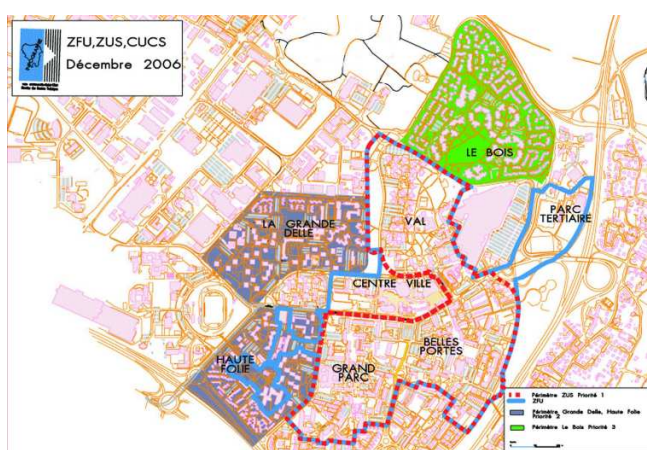 ZFU,ZUS,CUCS
Décembre 2006
LE BOIS
PARC
TERTIAIRE
LA GRANDE
DELLE
VAL
CENTRE VILLE
BELLES
PORTES
HAUTE
FOLIE
GRAND
PARC
Périmètre ZUS Priorité 1
ZFU
Périmètre Grande Delle, Haute Folie
Priorité 2
Périmètre Le Bois Priorité 3